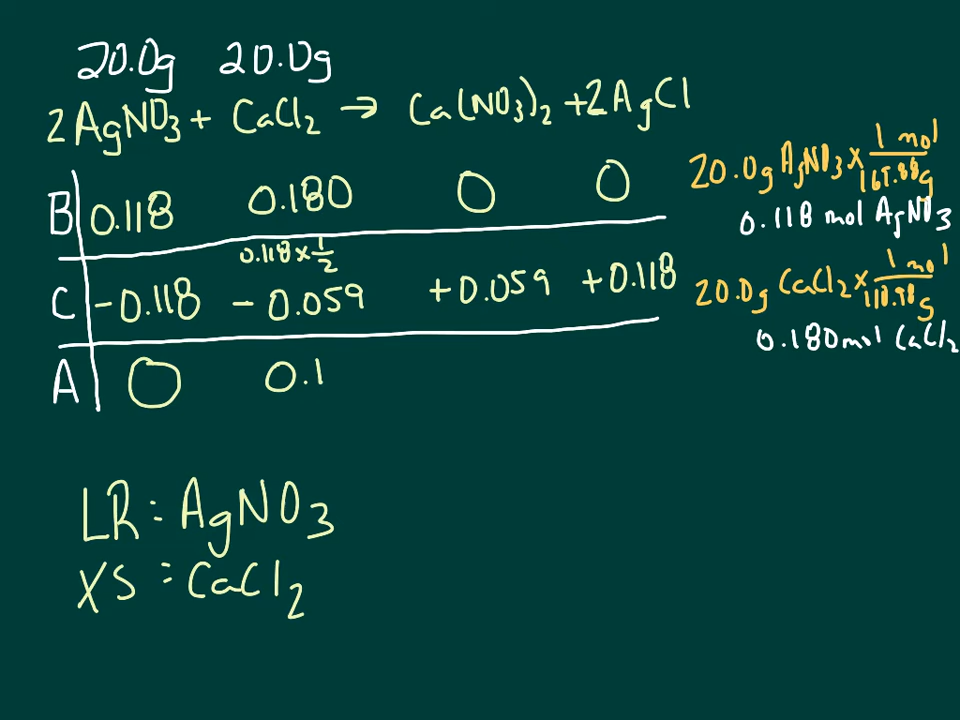 20.0g 20.0g
2AgNO3 + CaCl2 → Ca(NO3)2 + 2AgCl
B 0.118 0.180 0 0
0.118 x 1/2
C -0.118 - 0.059 +0.059 +0.118
A 0 0.1
LR = AgNO3
XS = CaCl2
20.0g AgNO3 x 1 mol / 169.88g
0.118 mol AgNO3
20.0g CaCl2 x 1 mol / 110.98g
0.180 mol CaCl2